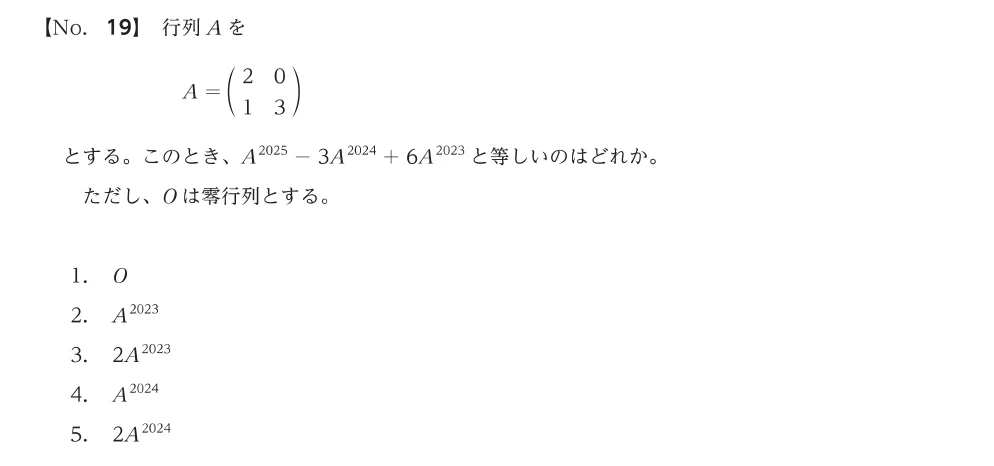 【No. 19】 行列 A を
A = ( 2 0
1 3 )
とする。このとき、A^2025 − 3A^2024 + 6A^2023 と等しいのはどれか。
ただし、O は零行列とする。
1. O
2. A^2023
3. 2A^2023
4. A^2024
5. 2A^2024